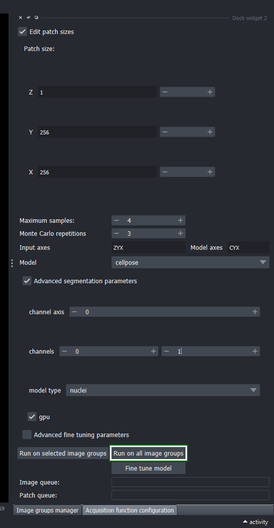 Dock widget 2
Edit patch sizes
Patch size:
Z 1
Y 256
X 256
Maximum samples: 4
Monte Carlo repetitions 3
Input axes ZYX Model axes CYX
Model cellpose
Advanced segmentation parameters
channel axis 0
channels 0 1
model type nuclei
gpu
Advanced fine tuning parameters
Run on selected image groups Run on all image groups
Fine tune model
Image queue:
Patch queue:
Image groups manager Acquisition function configuration
activity